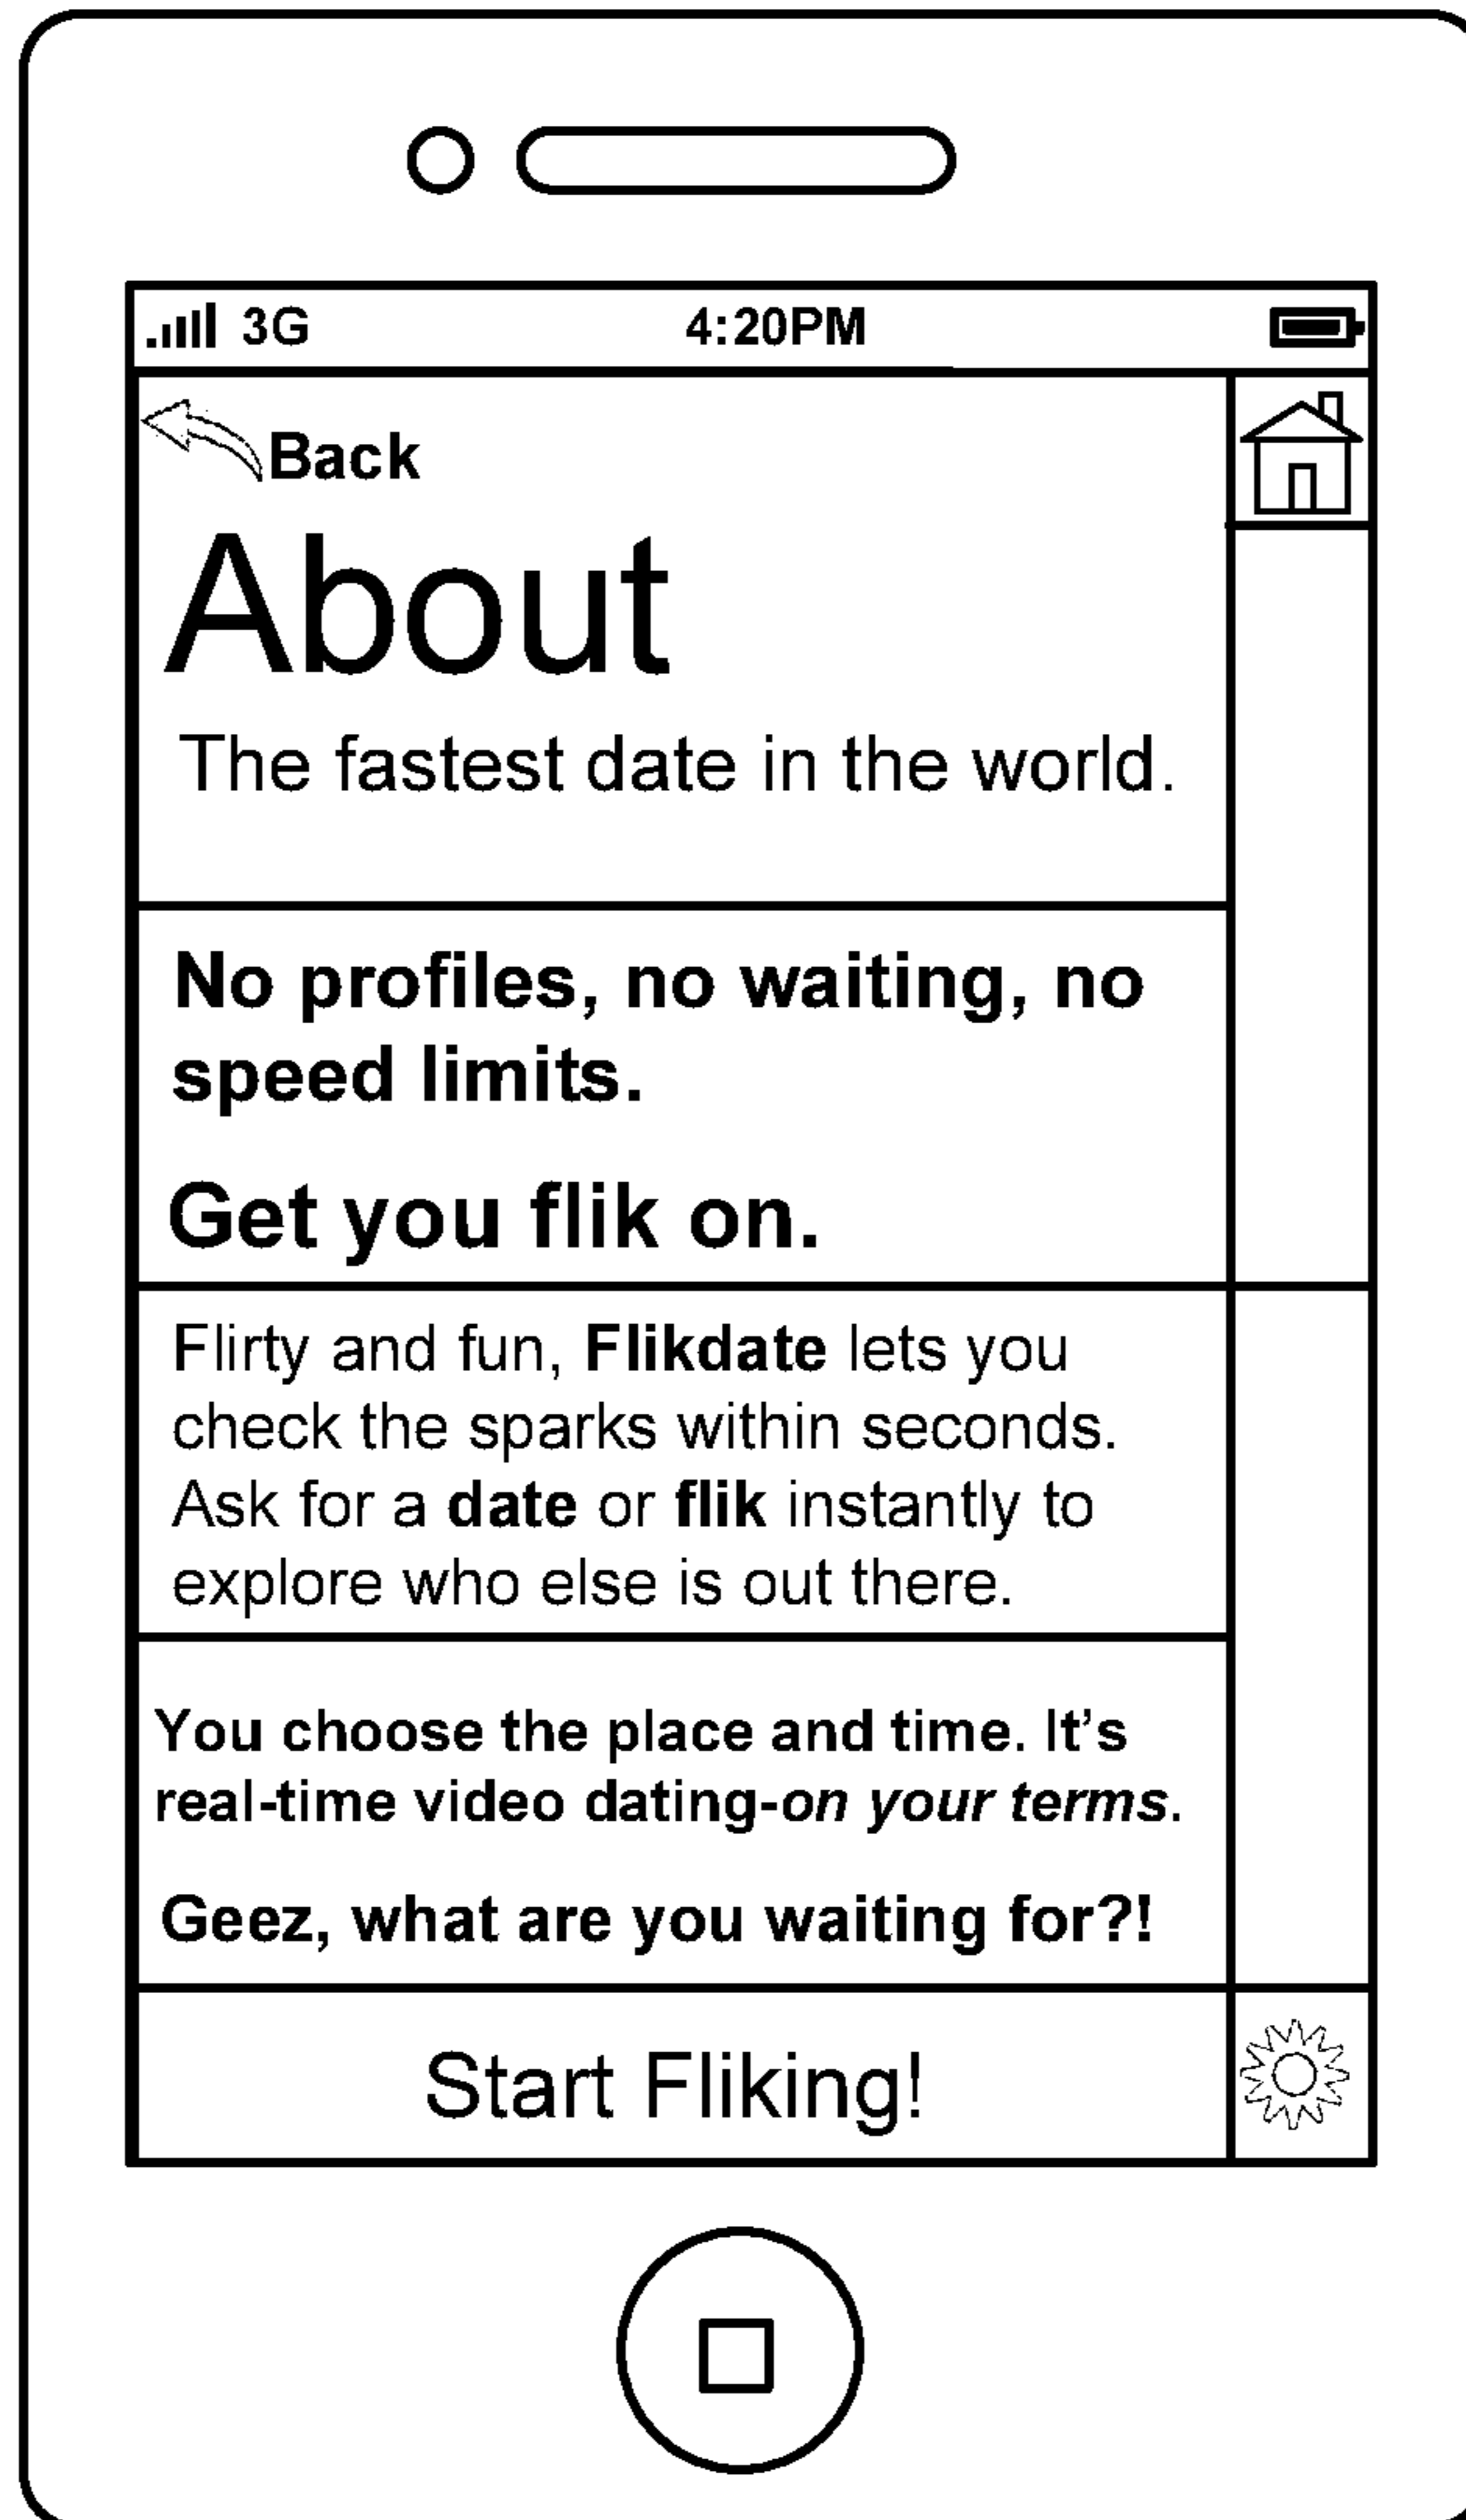 3G 4:20PM
Back
About
The fastest date in the world.
No profiles, no waiting, no
speed limits.
Get you flik on.
Flirty and fun, Flikdate lets you
check the sparks within seconds.
Ask for a date or flik instantly to
explore who else is out there.
You choose the place and time. It's
real-time video dating-on your terms.
Geez, what are you waiting for?!
Start Fliking!